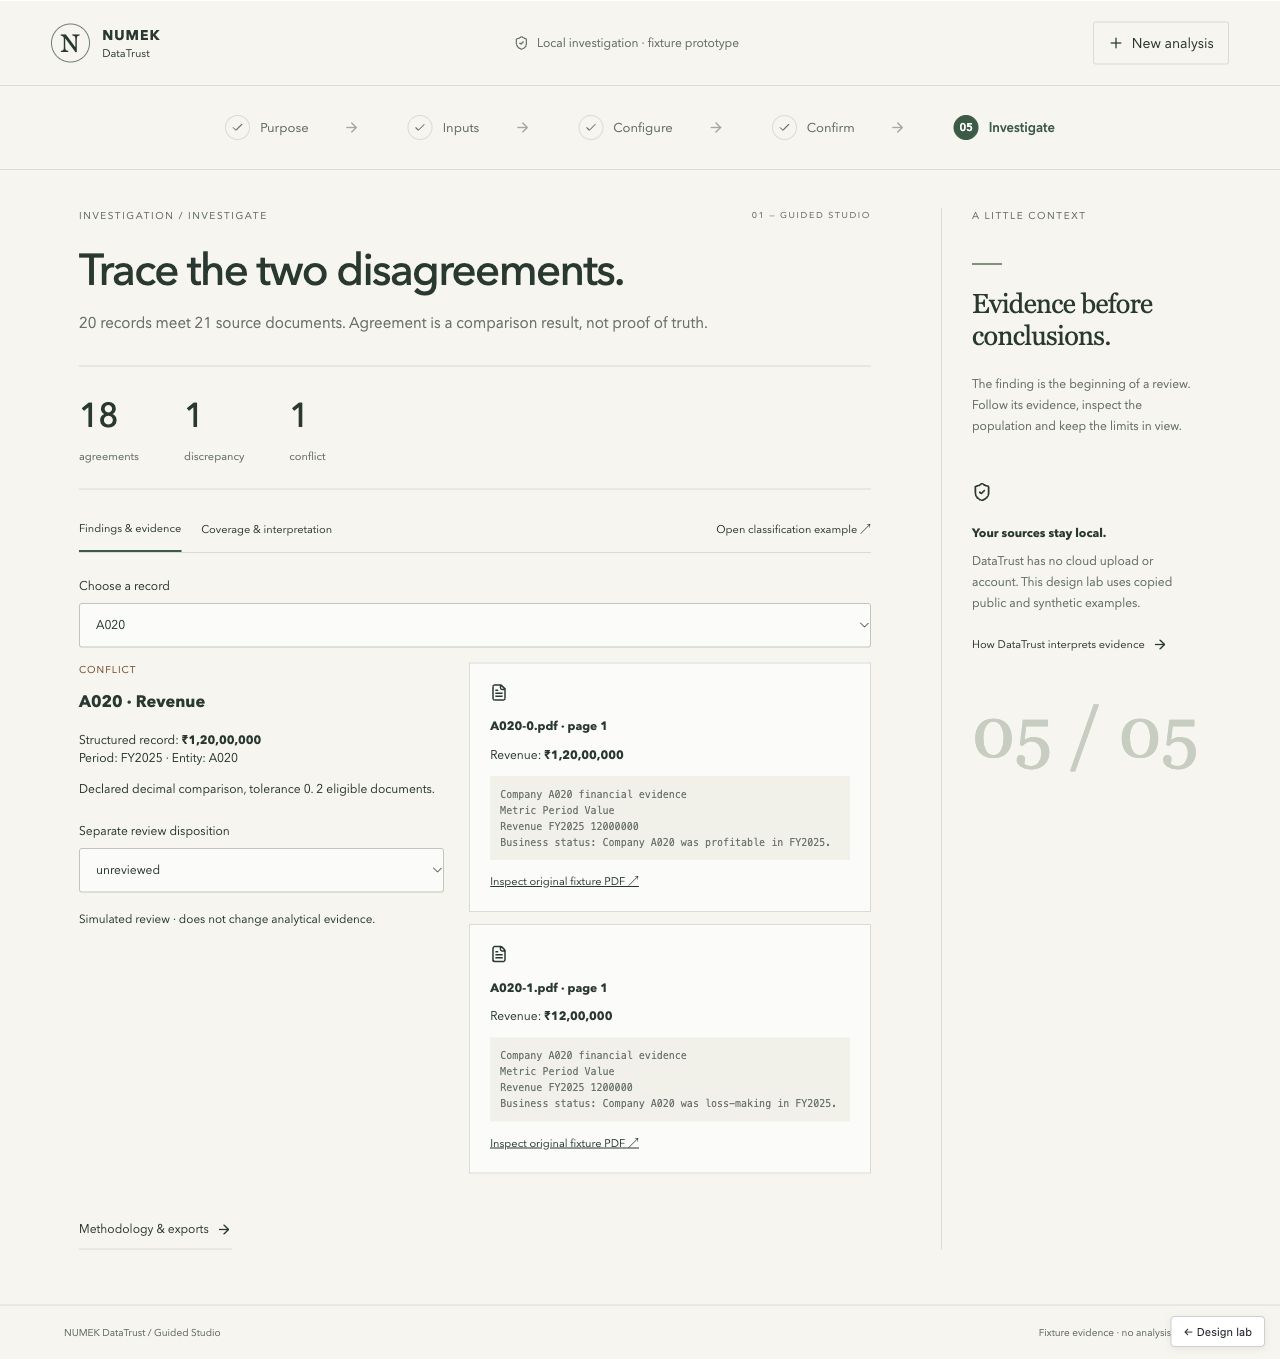 N
NUMEK
DataTrust
Local investigation · fixture prototype
+ New analysis
Purpose → Inputs → Configure → Confirm → 05 Investigate
INVESTIGATION / INVESTIGATE
01 — GUIDED STUDIO
Trace the two disagreements.
20 records meet 21 source documents. Agreement is a comparison result, not proof of truth.
18 1 1
agreements discrepancy conflict
Findings & evidence Coverage & interpretation Open classification example ↗
Choose a record
A020
CONFLICT
A020 · Revenue
Structured record: ₹1,20,00,000
Period: FY2025 · Entity: A020
Declared decimal comparison, tolerance 0. 2 eligible documents.
Separate review disposition
unreviewed
Simulated review · does not change analytical evidence.
A020-0.pdf · page 1
Revenue: ₹1,20,00,000
Company A020 financial evidence
Metric Period Value
Revenue FY2025 12000000
Business status: Company A020 was profitable in FY2025.
Inspect original fixture PDF ↗
A020-1.pdf · page 1
Revenue: ₹12,00,000
Company A020 financial evidence
Metric Period Value
Revenue FY2025 1200000
Business status: Company A020 was loss-making in FY2025.
Inspect original fixture PDF ↗
Methodology & exports →
A LITTLE CONTEXT
Evidence before
conclusions.
The finding is the beginning of a review.
Follow its evidence, inspect the
population and keep the limits in view.
Your sources stay local.
DataTrust has no cloud upload or
account. This design lab uses copied
public and synthetic examples.
How DataTrust interprets evidence →
05 / 05
NUMEK DataTrust / Guided Studio
Fixture evidence · no analysis
← Design lab